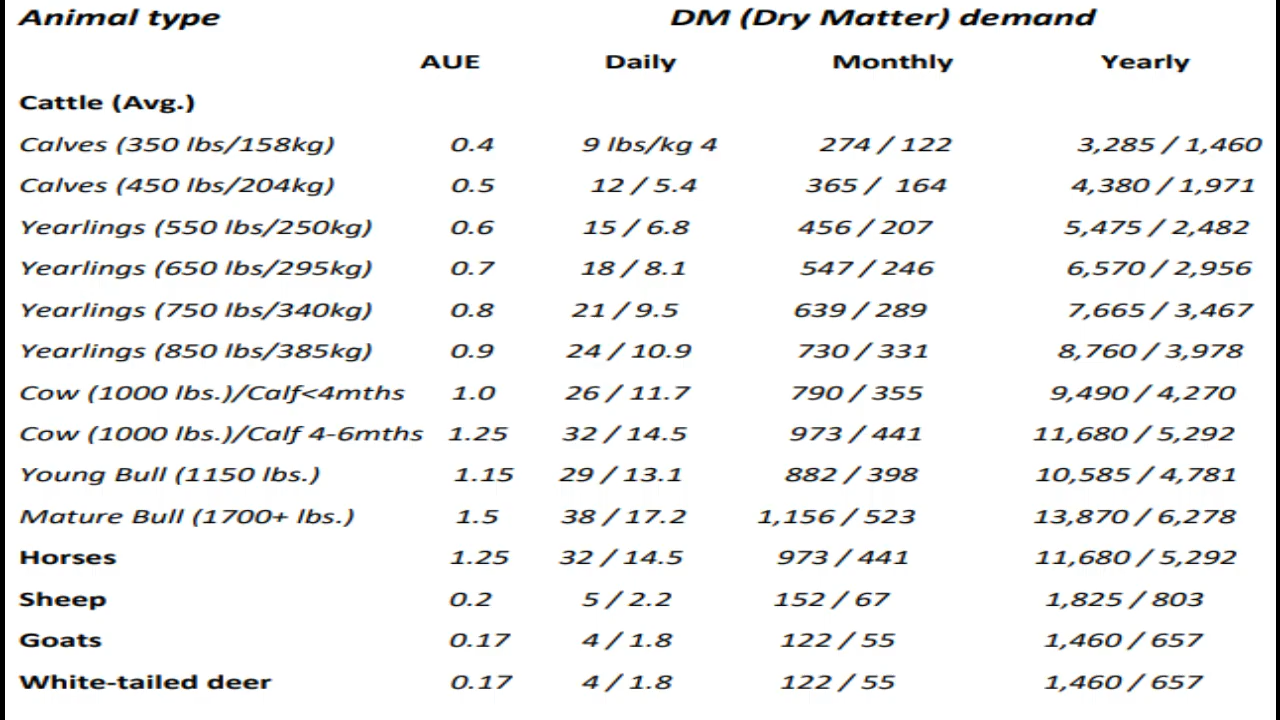 Animal type DM (Dry Matter) demand
AUE Daily Monthly Yearly
Cattle (Avg.)
Calves (350 lbs/158kg) 0.4 9 lbs/kg 4 274 / 122 3,285 / 1,460
Calves (450 lbs/204kg) 0.5 12 / 5.4 365 / 164 4,380 / 1,971
Yearlings (550 lbs/250kg) 0.6 15 / 6.8 456 / 207 5,475 / 2,482
Yearlings (650 lbs/295kg) 0.7 18 / 8.1 547 / 246 6,570 / 2,956
Yearlings (750 lbs/340kg) 0.8 21 / 9.5 639 / 289 7,665 / 3,467
Yearlings (850 lbs/385kg) 0.9 24 / 10.9 730 / 331 8,760 / 3,978
Cow (1000 lbs.)/Calf<4mths 1.0 26 / 11.7 790 / 355 9,490 / 4,270
Cow (1000 lbs.)/Calf 4-6mths 1.25 32 / 14.5 973 / 441 11,680 / 5,292
Young Bull (1150 lbs.) 1.15 29 / 13.1 882 / 398 10,585 / 4,781
Mature Bull (1700+ lbs.) 1.5 38 / 17.2 1,156 / 523 13,870 / 6,278
Horses 1.25 32 / 14.5 973 / 441 11,680 / 5,292
Sheep 0.2 5 / 2.2 152 / 67 1,825 / 803
Goats 0.17 4 / 1.8 122 / 55 1,460 / 657
White-tailed deer 0.17 4 / 1.8 122 / 55 1,460 / 657